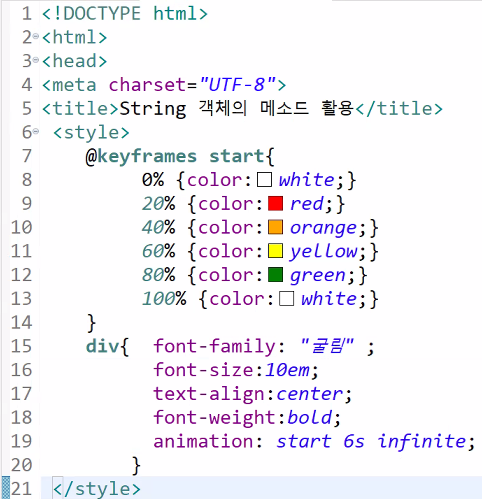 1 <!DOCTYPE html>
2 <html>
3 <head>
4 <meta charset="UTF-8">
5 <title>String 객체의 메소드 활용</title>
6 <style>
7 @keyframes start{
8 0% {color: white;}
9 20% {color: red;}
10 40% {color: orange;}
11 60% {color: yellow;}
12 80% {color: green;}
13 100% {color: white;}
14 }
15 div{ font-family: "굴림" ;
16 font-size:10em;
17 text-align:center;
18 font-weight:bold;
19 animation: start 6s infinite;
20 }
21 </style>